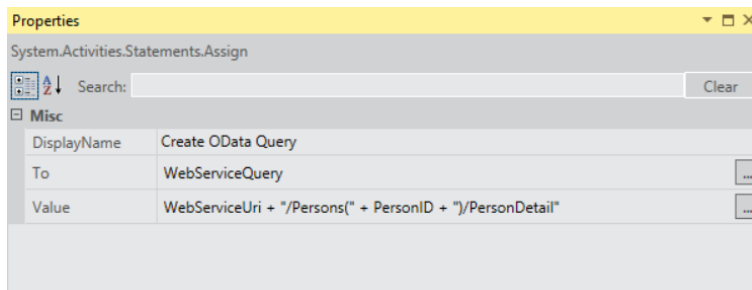 Properties
System.Activities.Statements.Assign
A
Z
Search:
Clear
Misc
DisplayName Create OData Query
To WebServiceQuery ...
Value WebServiceUri + "/Persons(" + PersonID + ")/PersonDetail" ...